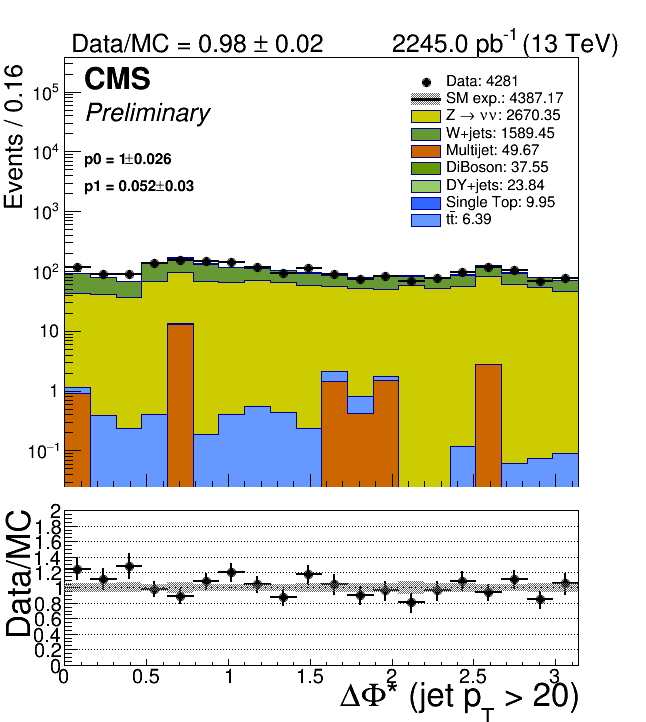 Data/MC = 0.98 ± 0.02 2245.0 pb⁻¹ (13 TeV)
CMS
Preliminary
p0 = 1±0.026
p1 = 0.052±0.03
Data: 4281
SM exp.: 4387.17
Z → νν: 2670.35
W+jets: 1589.45
Multijet: 49.67
DiBoson: 37.55
DY+jets: 23.84
Single Top: 9.95
tt̄: 6.39
Events / 0.16
10⁵
10⁴
10³
10²
10
1
10⁻¹
Data/MC
2
1.8
1.6
1.4
1.2
1
0.8
0.6
0.4
0.2
0
0 0.5 1 1.5 2 2.5 3
ΔΦ* (jet p_T > 20)